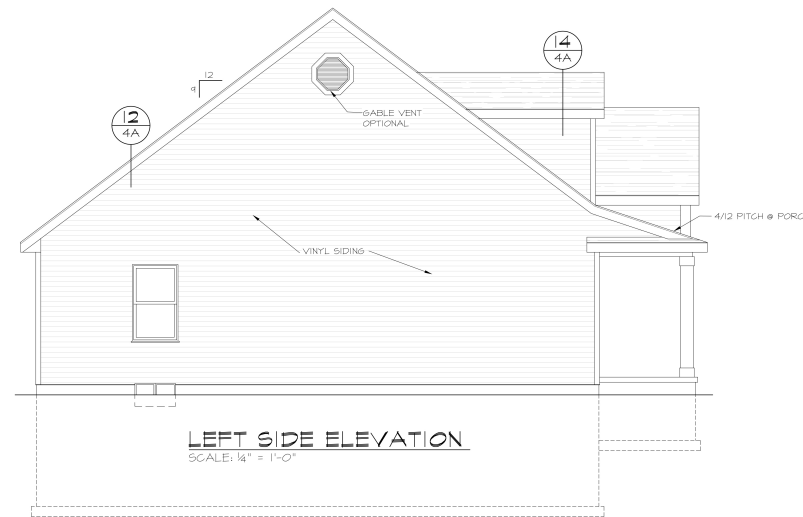 14
4A
12
9
GABLE VENT
OPTIONAL
12
4A
4/12 PITCH @ PORC
VINYL SIDING
LEFT SIDE ELEVATION
SCALE: 1/4" = 1'-0"